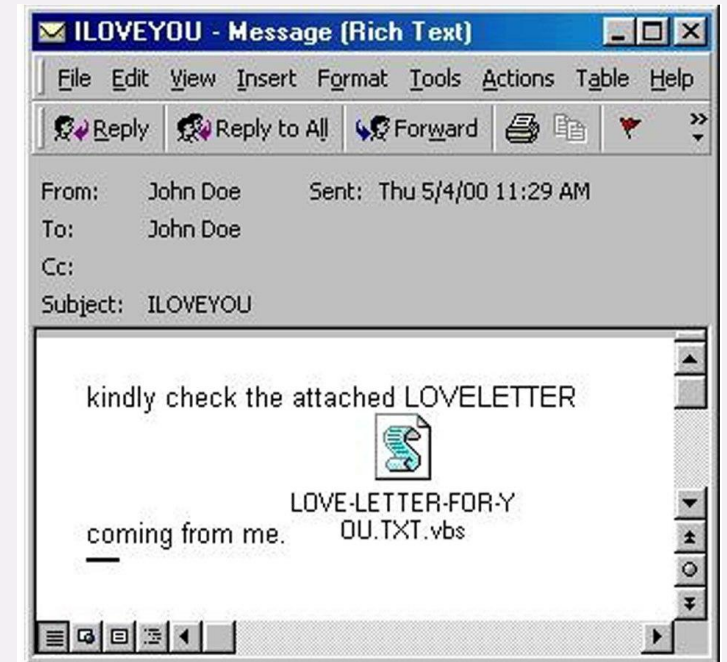 ILOVEYOU - Message (Rich Text)
File Edit View Insert Format Tools Actions Table Help
Reply Reply to All Forward
From: John Doe Sent: Thu 5/4/00 11:29 AM
To: John Doe
Cc:
Subject: ILOVEYOU
kindly check the attached LOVELETTER
LOVE-LETTER-FOR-Y
OU.TXT.vbs
coming from me.